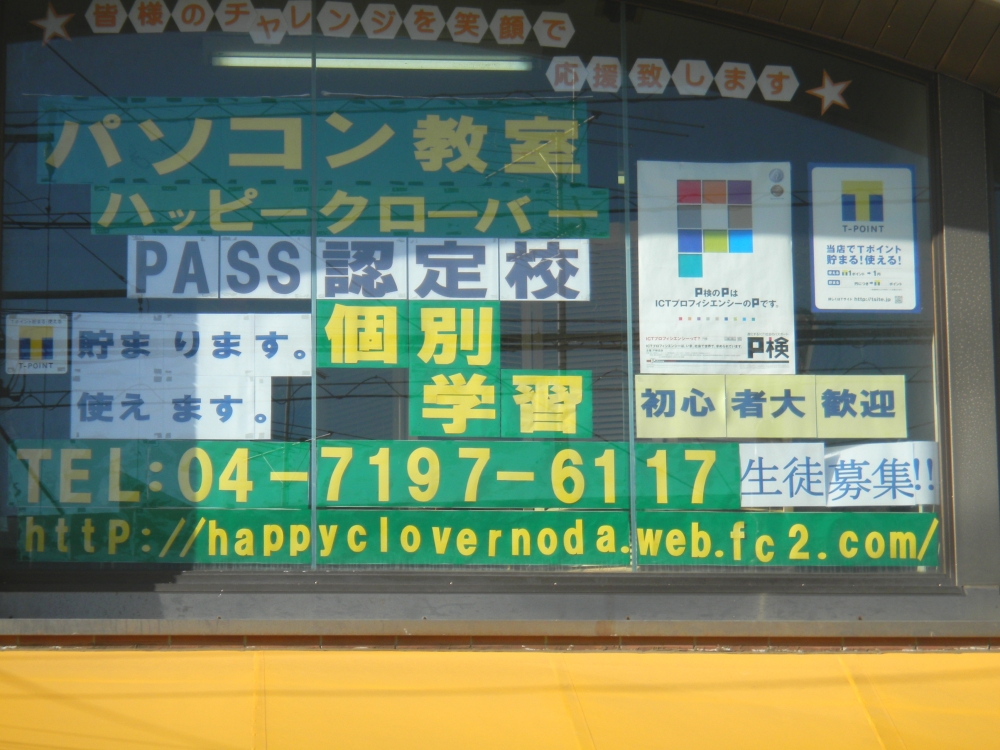 皆様のチャレンジを笑顔で
応援致します
パソコン教室
ハッピークローバー
PASS認定校
個別
学習
T-POINT
貯まります。
使えます。
P検のPは
ICTプロフィシエンシーのPです。
P検
T-POINT
当店でTポイント
貯まる!使える!
初心者大歓迎
TEL:04-7197-6117
生徒募集!!
httP://happyclovernoda.web.fc2.com/